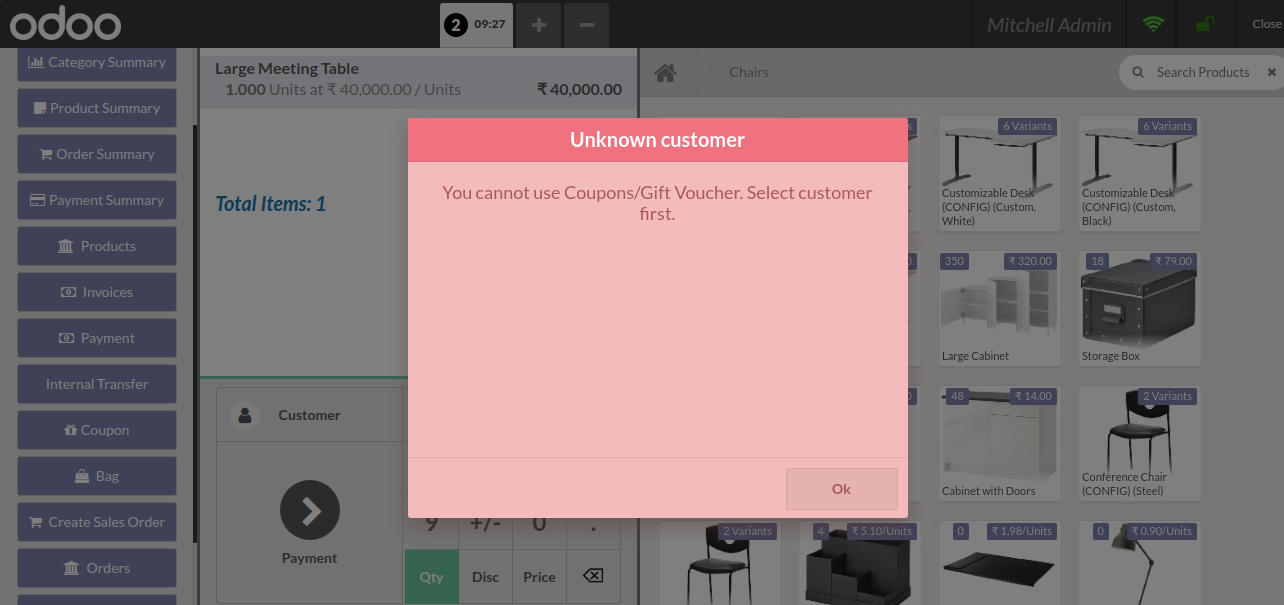 odoo
2 09:27
Mitchell Admin
Close
Category Summary
Product Summary
Order Summary
Payment Summary
Products
Invoices
Payment
Internal Transfer
Coupon
Bag
Create Sales Order
Orders
Large Meeting Table
1.000 Units at ₹ 40,000.00 / Units ₹ 40,000.00
Total Items: 1
Customer
Payment
9 +/- 0 .
Qty Disc Price
Unknown customer
You cannot use Coupons/Gift Voucher. Select customer
first.
Ok
Chairs
Search Products
6 Variants
Customizable Desk
(CONFIG) (Custom,
White)
6 Variants
Customizable Desk
(CONFIG) (Custom,
Black)
350 ₹ 320.00
Large Cabinet
18 ₹ 79.00
Storage Box
48 ₹ 14.00
Cabinet with Doors
2 Variants
Conference Chair
(CONFIG) (Steel)
2 Variants
4 ₹ 5.10/Units
0 ₹ 1.98/Units
0 ₹ 0.90/Units